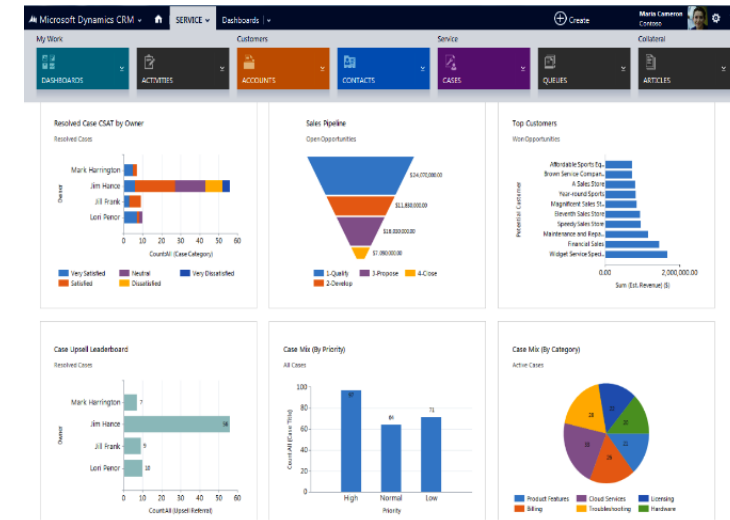 Microsoft Dynamics CRM
SERVICE
Dashboards
Create
Maria Cameron
Contoso
My Work
Customers
Service
Collateral
DASHBOARDS
ACTIVITIES
ACCOUNTS
CONTACTS
CASES
QUEUES
ARTICLES
Resolved Case CSAT by Owner
Resolved Cases
Owner
Mark Harrington
Jim Hance
Jill Frank
Lori Penor
0 10 20 30 40 50 60
CountAll (Case Category)
Very Satisfied Neutral Very Dissatisfied
Satisfied Dissatisfied
Sales Pipeline
Open Opportunities
1-Qualify 3-Propose 4-Close
2-Develop
Top Customers
Won Opportunities
Potential Customer
Affordable Sports Eq...
Brown Service Compan...
A Sales Store
Year-round Sports
Magnificent Sales St...
Eleventh Sales Store
Speedy Sales Store
Maintenance and Repa...
Financial Sales
Widget Service Speci...
0.00 2,000,000.00
Sum (Est. Revenue) ($)
Case Upsell Leaderboard
Resolved Cases
Owner
Mark Harrington 7
Jim Hance 56
Jill Frank 9
Lori Penor 10
0 10 20 30 40 50 60
CountAll (Upsell Referral)
Case Mix (By Priority)
All Cases
Count:All (Case Title)
100
80
60
40
20
0
97
64
71
High Normal Low
Priority
Case Mix (By Category)
Active Cases
Product Features Cloud Services Licensing
Billing Troubleshooting Hardware